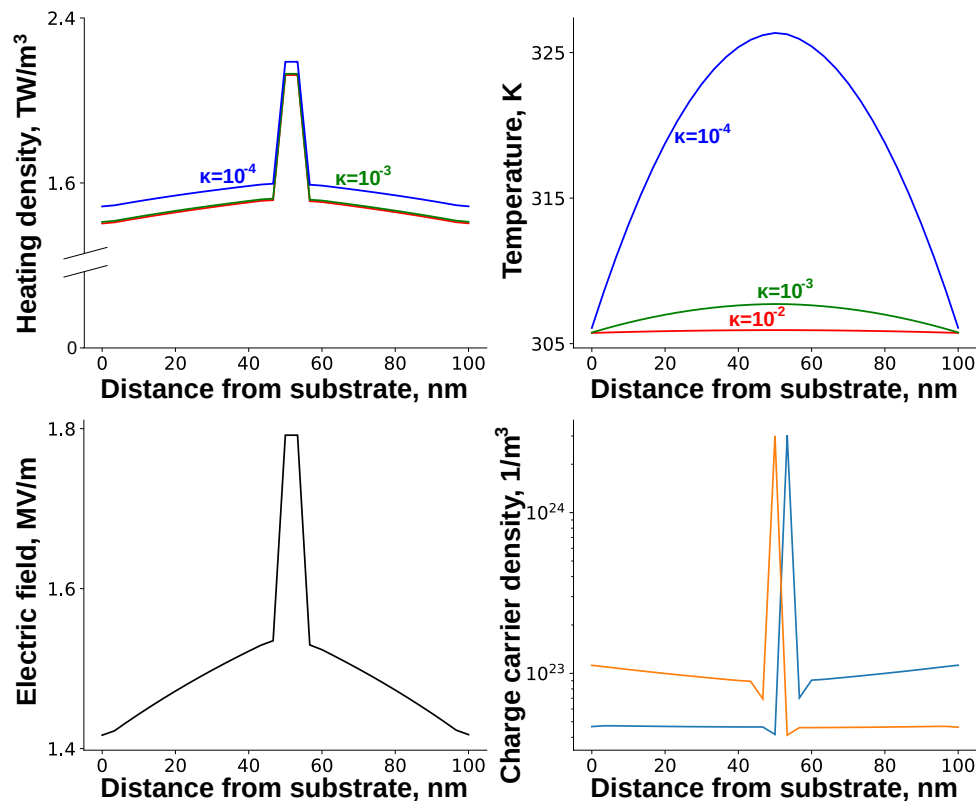 Heating density, TW/m³
2.4
1.6
0
κ=10⁻⁴
κ=10⁻³
0 20 40 60 80 100
Distance from substrate, nm
Temperature, K
325
315
305
κ=10⁻⁴
κ=10⁻³
κ=10⁻²
0 20 40 60 80 100
Distance from substrate, nm
Electric field, MV/m
1.8
1.6
1.4
0 20 40 60 80 100
Distance from substrate, nm
Charge carrier density, 1/m³
10²⁴
10²³
0 20 40 60 80 100
Distance from substrate, nm